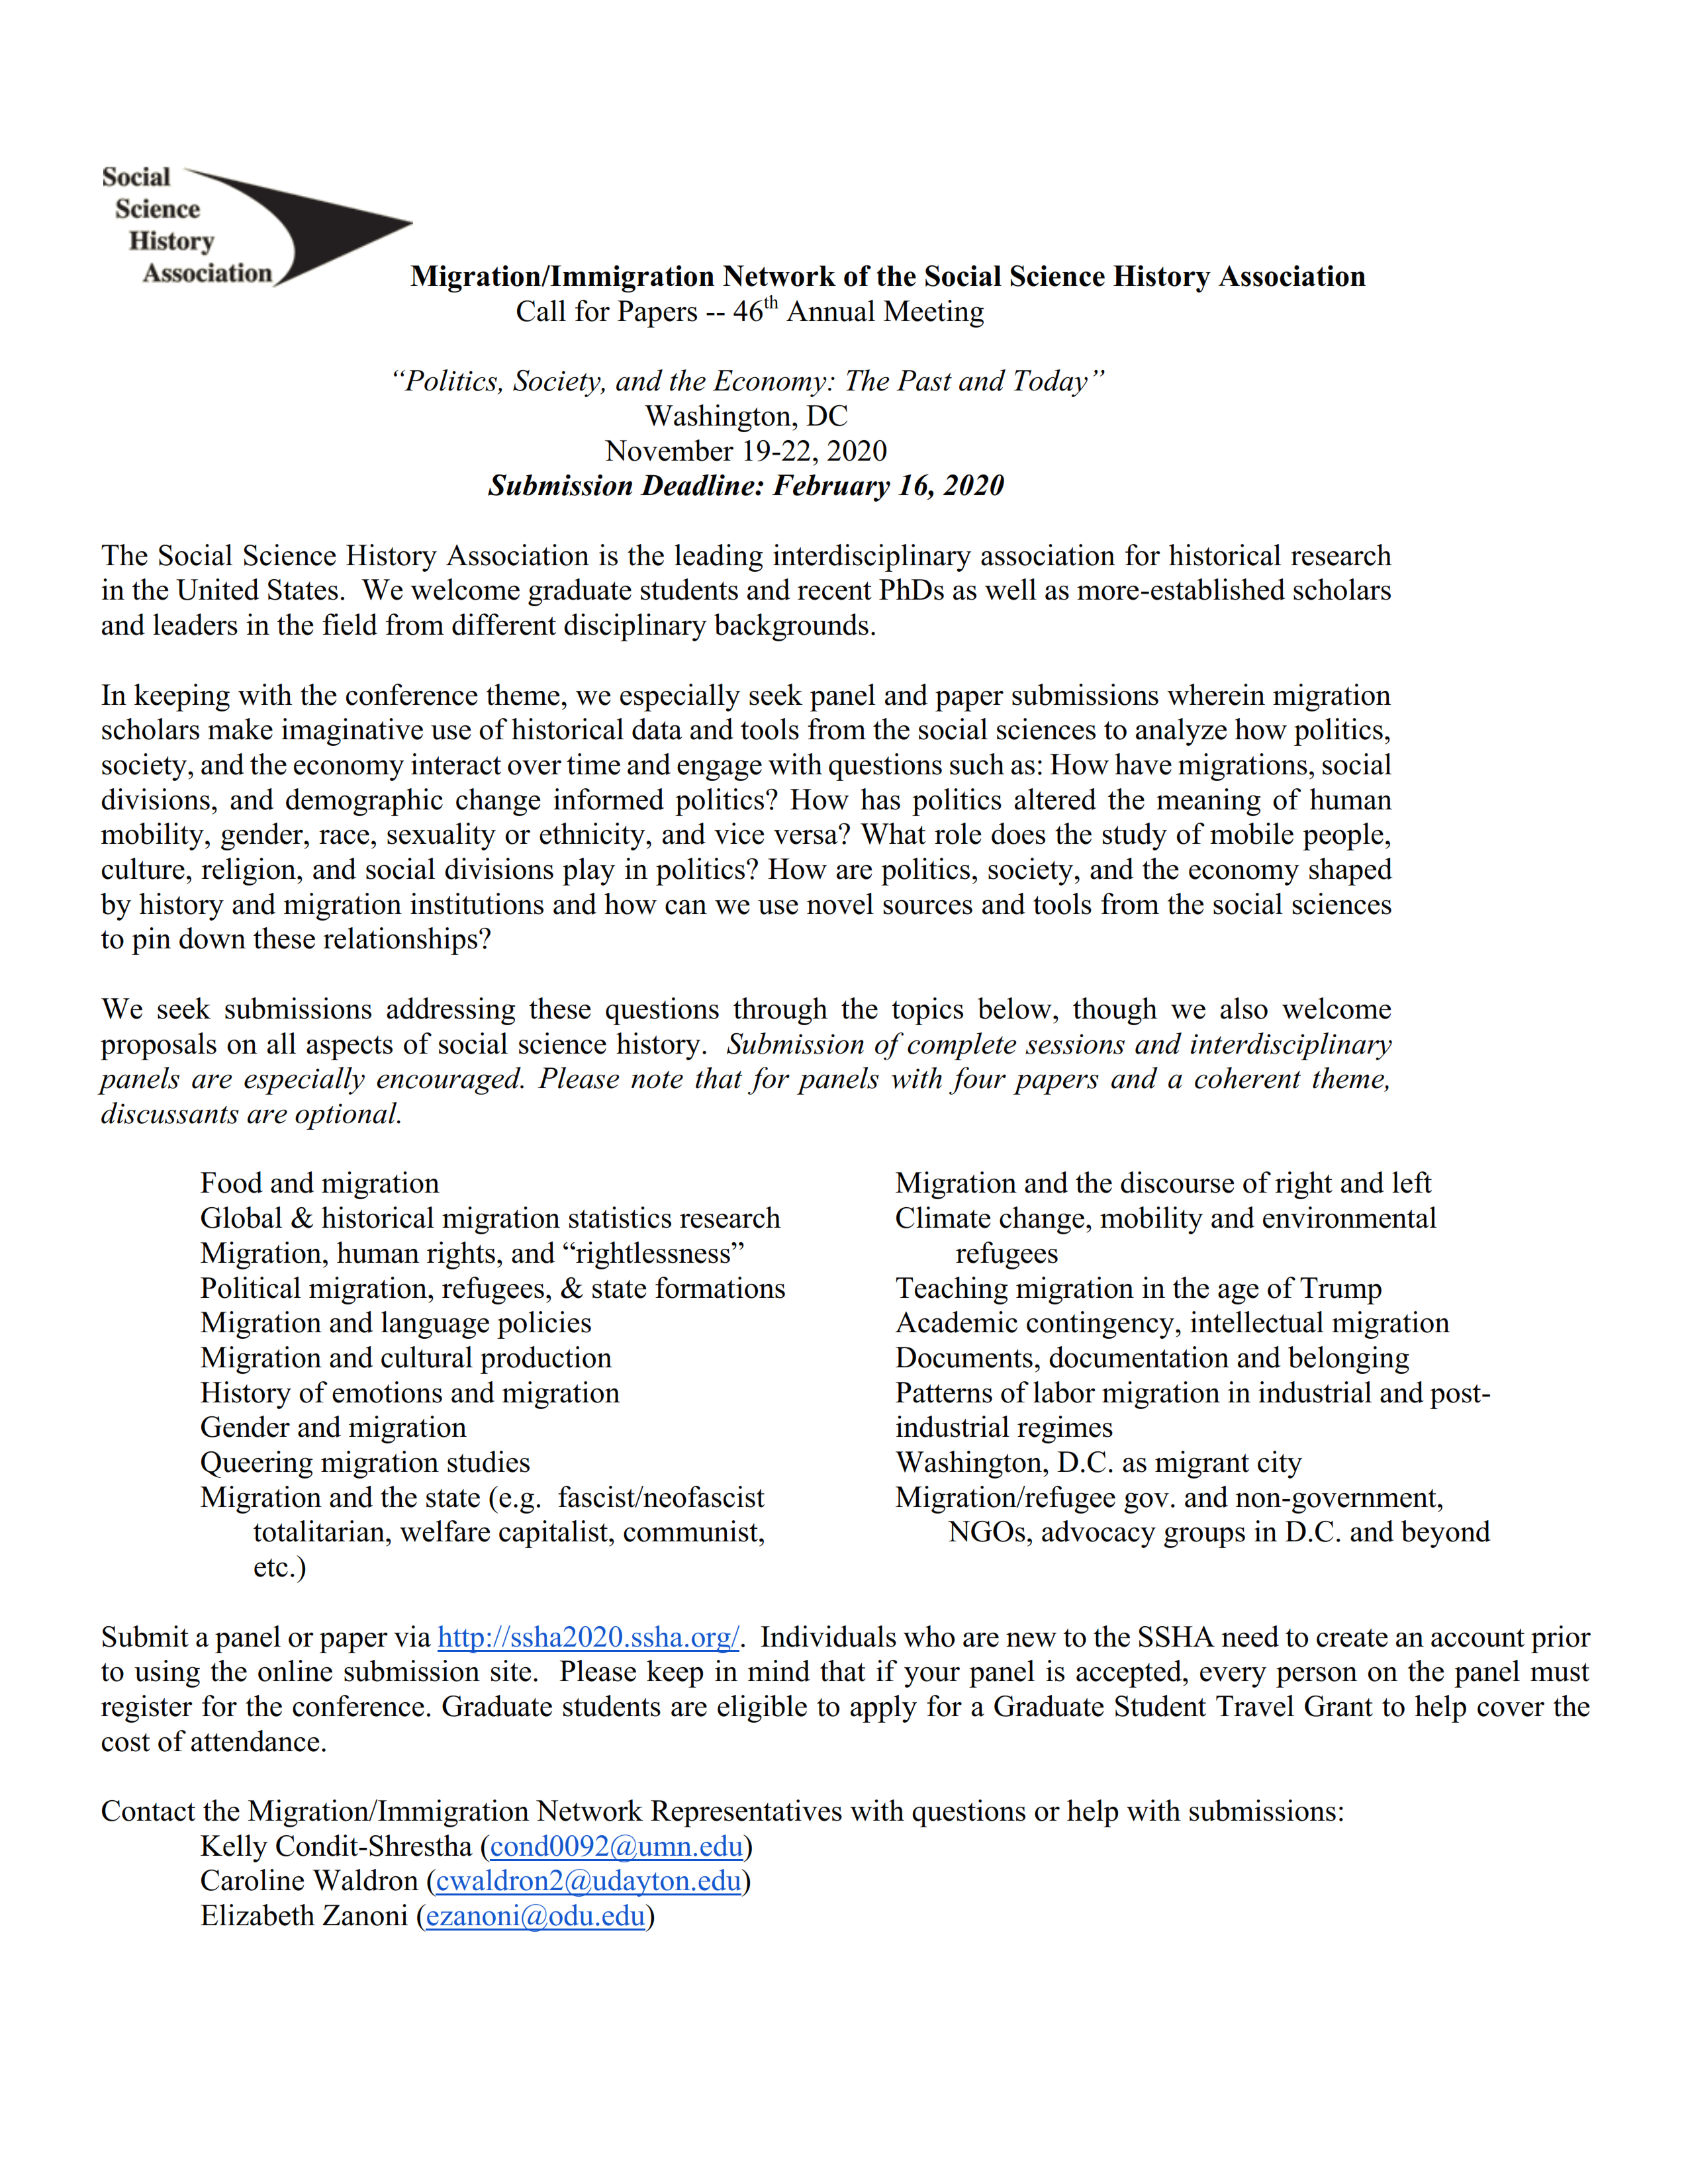 Social
Science
History
Association
Migration/Immigration Network of the Social Science History Association
Call for Papers -- 46th Annual Meeting
“Politics, Society, and the Economy: The Past and Today”
Washington, DC
November 19-22, 2020
Submission Deadline: February 16, 2020
The Social Science History Association is the leading interdisciplinary association for historical research
in the United States.  We welcome graduate students and recent PhDs as well as more-established scholars
and leaders in the field from different disciplinary backgrounds.
In keeping with the conference theme, we especially seek panel and paper submissions wherein migration
scholars make imaginative use of historical data and tools from the social sciences to analyze how politics,
society, and the economy interact over time and engage with questions such as: How have migrations, social
divisions, and demographic change informed politics? How has politics altered the meaning of human
mobility, gender, race, sexuality or ethnicity, and vice versa? What role does the study of mobile people,
culture, religion, and social divisions play in politics? How are politics, society, and the economy shaped
by history and migration institutions and how can we use novel sources and tools from the social sciences
to pin down these relationships?
We seek submissions addressing these questions through the topics below, though we also welcome
proposals on all aspects of social science history.  Submission of complete sessions and interdisciplinary
panels are especially encouraged. Please note that for panels with four papers and a coherent theme,
discussants are optional.
Food and migration
Global & historical migration statistics research
Migration, human rights, and “rightlessness”
Political migration, refugees, & state formations
Migration and language policies
Migration and cultural production
History of emotions and migration
Gender and migration
Queering migration studies
Migration and the state (e.g.  fascist/neofascist
totalitarian, welfare capitalist, communist,
etc.)
Migration and the discourse of right and left
Climate change, mobility and environmental
refugees
Teaching migration in the age of Trump
Academic contingency, intellectual migration
Documents, documentation and belonging
Patterns of labor migration in industrial and post-
industrial regimes
Washington, D.C. as migrant city
Migration/refugee gov. and non-government,
NGOs, advocacy groups in D.C. and beyond
Submit a panel or paper via http://ssha2020.ssha.org/.  Individuals who are new to the SSHA need to create an account prior
to using the online submission site.  Please keep in mind that if your panel is accepted, every person on the panel must
register for the conference. Graduate students are eligible to apply for a Graduate Student Travel Grant to help cover the
cost of attendance.
Contact the Migration/Immigration Network Representatives with questions or help with submissions:
Kelly Condit-Shrestha (cond0092@umn.edu)
Caroline Waldron (cwaldron2@udayton.edu)
Elizabeth Zanoni (ezanoni@odu.edu)